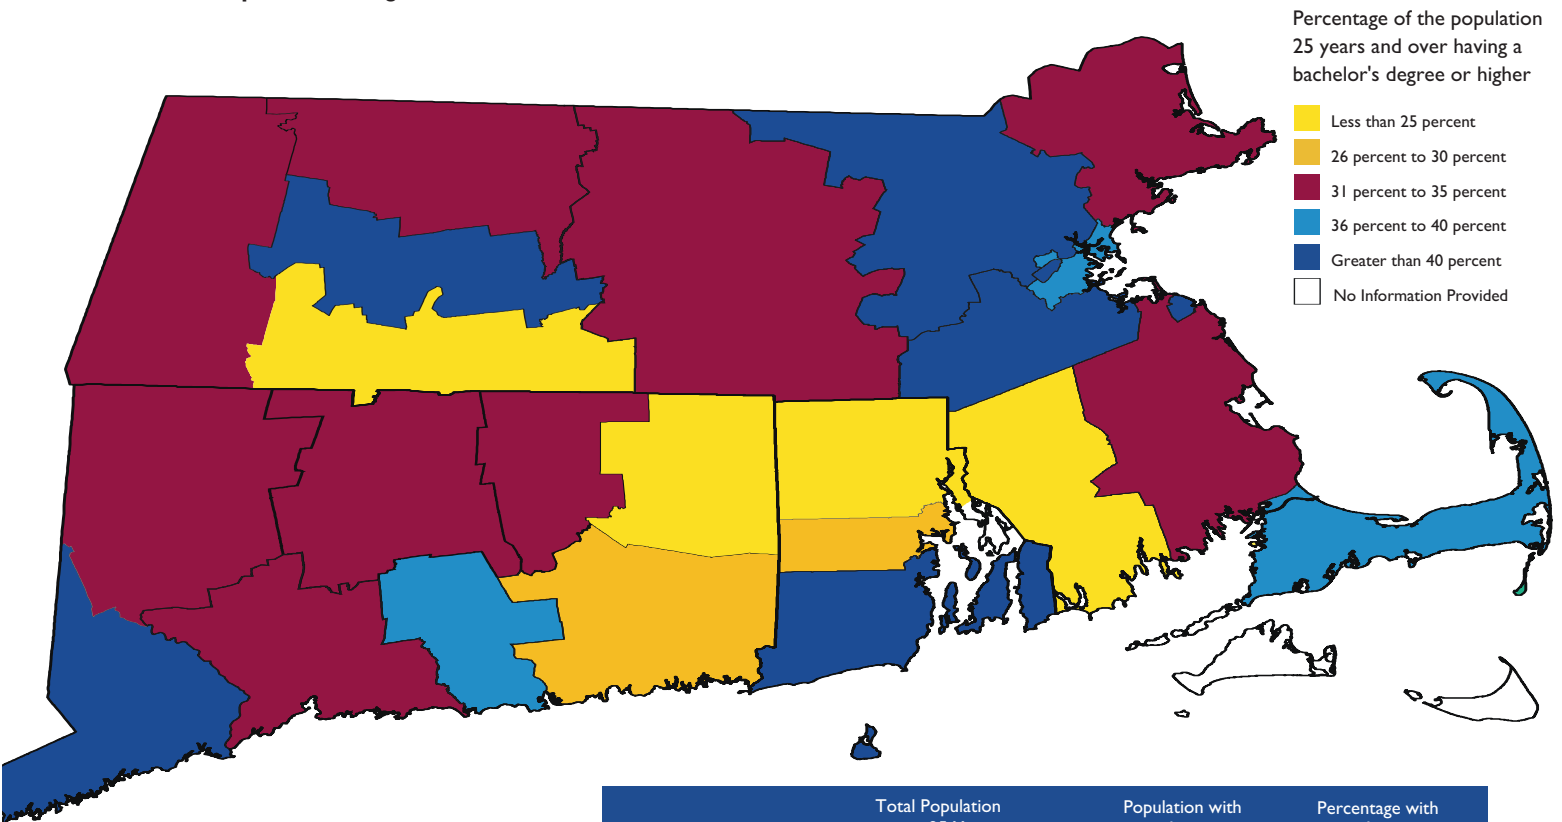 Percentage of the population
25 years and over having a
bachelor's degree or higher
Less than 25 percent
26 percent to 30 percent
31 percent to 35 percent
36 percent to 40 percent
Greater than 40 percent
No Information Provided
Total Population
Population with
Percentage with